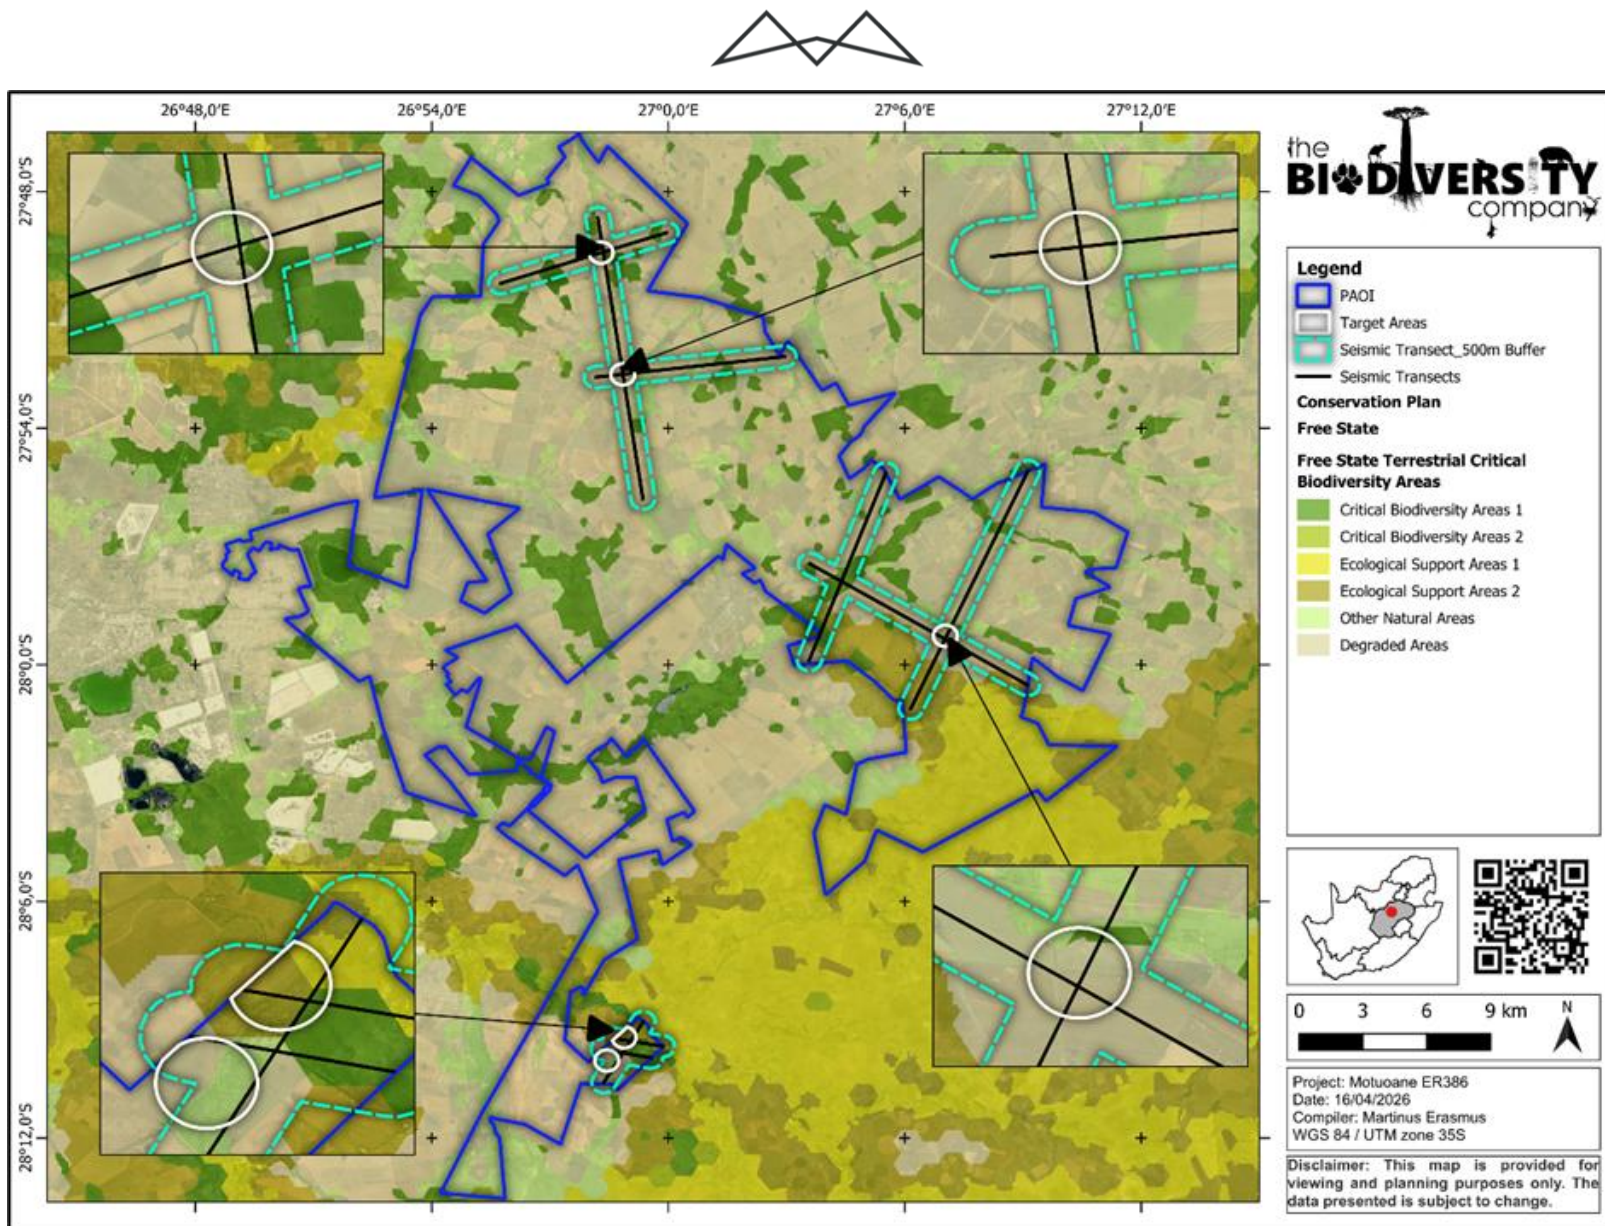 26°48,0'E 26°54,0'E 27°0,0'E 27°6,0'E 27°12,0'E
27°48,0'S
27°54,0'S
28°0,0'S
28°6,0'S
28°12,0'S
the
BIODIVERSITY
company
Legend
PAOI
Target Areas
Seismic Transect_500m Buffer
Seismic Transects
Conservation Plan
Free State
Free State Terrestrial Critical
Biodiversity Areas
Critical Biodiversity Areas 1
Critical Biodiversity Areas 2
Ecological Support Areas 1
Ecological Support Areas 2
Other Natural Areas
Degraded Areas
0 3 6 9 km
N
Project: Motuoane ER386
Date: 16/04/2026
Compiler: Martinus Erasmus
WGS 84 / UTM zone 35S
Disclaimer: This map is provided for
viewing and planning purposes only. The
data presented is subject to change.